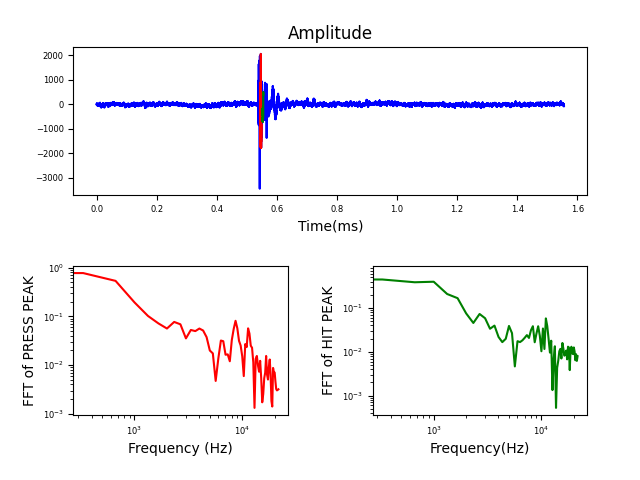 Amplitude
2000
1000
0
−1000
−2000
−3000
0.0 0.2 0.4 0.6 0.8 1.0 1.2 1.4 1.6
Time(ms)
FFT of PRESS PEAK
10⁰
10⁻¹
10⁻²
10⁻³
10³ 10⁴
Frequency (Hz)
FFT of HIT PEAK
10⁻¹
10⁻²
10⁻³
10³ 10⁴
Frequency(Hz)